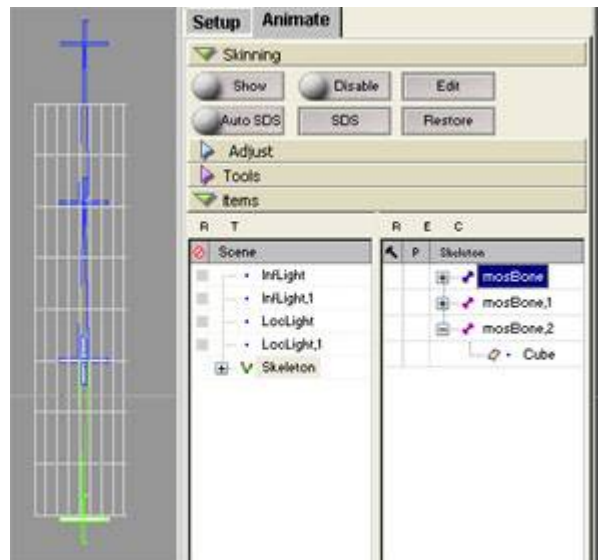 Setup Animate
Skinning
Show Disable Edit
Auto SDS SDS Restore
Adjust
Tools
Items
R T R E C
Scene P Skeleton
InfLight mosBone
InfLight,1 mosBone,1
LocLight mosBone,2
LocLight,1 Cube
Skeleton